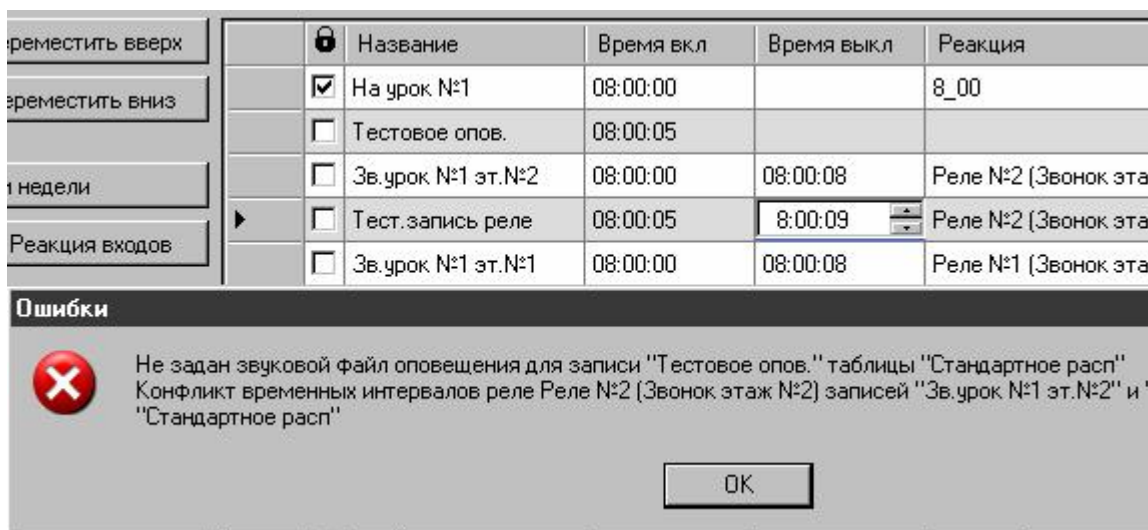 ереместить вверх
Название Время вкл Время выкл Реакция
На урок №1 08:00:00 8_00
ереместить вниз
Тестовое опов. 08:00:05
и недели
Зв.урок №1 эт.№2 08:00:00 08:00:08 Реле №2 (Звонок эта
Тест.запись реле 08:00:05 8:00:09 Реле №2 (Звонок эта
Реакция входов
Зв.урок №1 эт.№1 08:00:00 08:00:08 Реле №1 (Звонок эта
Ошибки
Не задан звуковой файл оповещения для записи "Тестовое опов." таблицы "Стандартное расп"
Конфликт временных интервалов реле Реле №2 (Звонок этаж №2) записей "Зв.урок №1 эт.№2" и "
"Стандартное расп"
OK